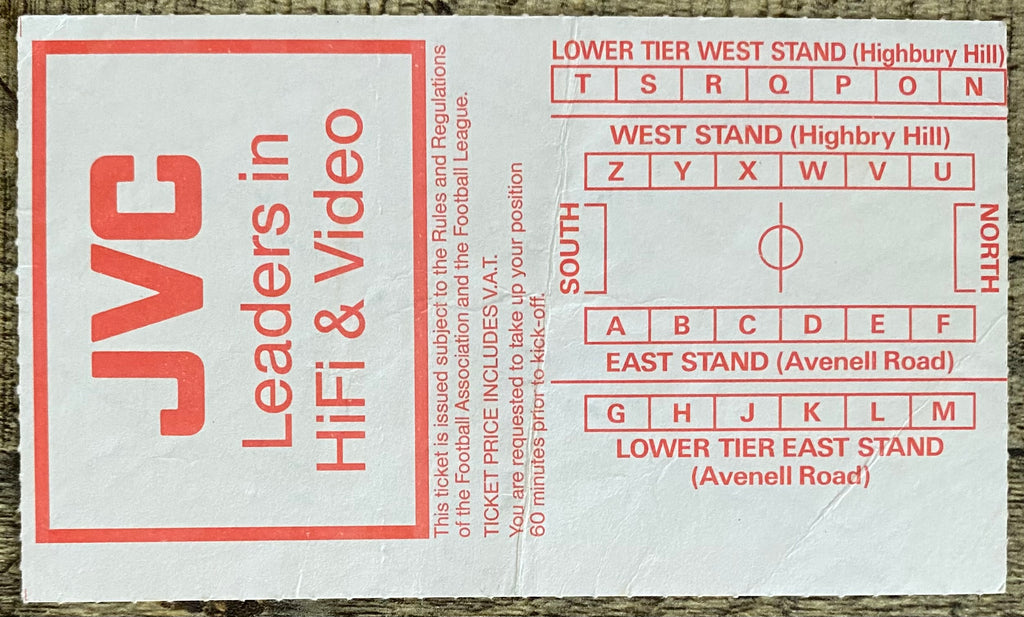 JVC
Leaders in
HiFi & Video
This ticket is issued subject to the Rules and Regulations
of the Football Association and the Football League.
TICKET PRICE INCLUDES V.A.T.
You are requested to take up your position
60 minutes prior to kick-off.
LOWER TIER WEST STAND (Highbury Hill)
T S R Q P O N
WEST STAND (Highbry Hill)
Z Y X W V U
SOUTH
NORTH
A B C D E F
EAST STAND (Avenell Road)
G H J K L M
LOWER TIER EAST STAND
(Avenell Road)